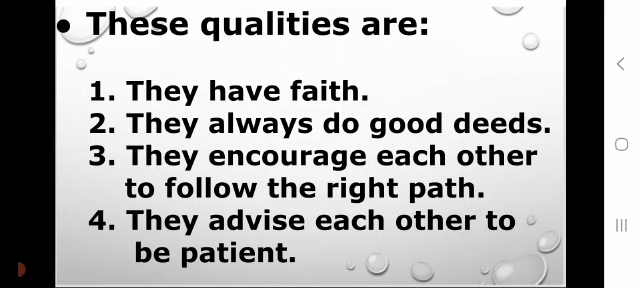 • These qualities are:
1. They have faith.
2. They always do good deeds.
3. They encourage each other
to follow the right path.
4. They advise each other to
be patient.